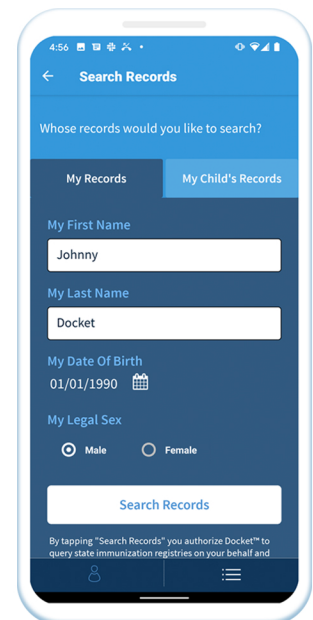 4:56
Search Records
Whose records would you like to search?
My Records
My Child's Records
My First Name
Johnny
My Last Name
Docket
My Date Of Birth
01/01/1990
My Legal Sex
Male
Female
Search Records
By tapping "Search Records" you authorize Docket™ to
query state immunization registries on your behalf and